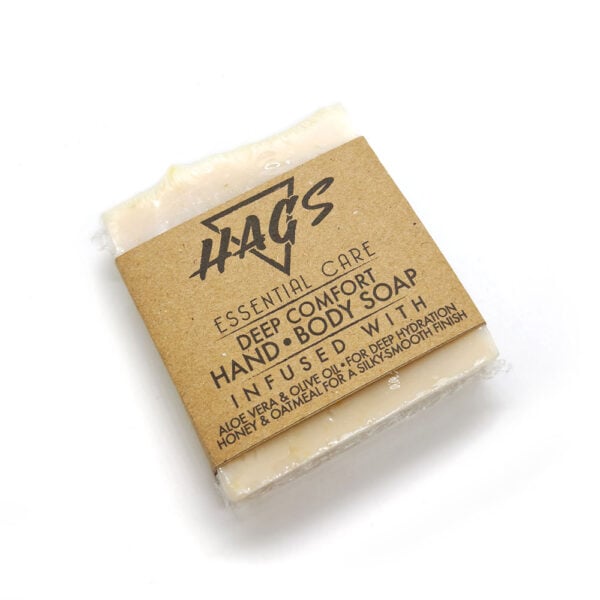 HAGS
ESSENTIAL CARE
DEEP COMFORT
HAND • BODY SOAP
INFUSED WITH
ALOE VERA & OLIVE OIL • FOR DEEP HYDRATION
HONEY & OATMEAL FOR A SILKY-SMOOTH FINISH